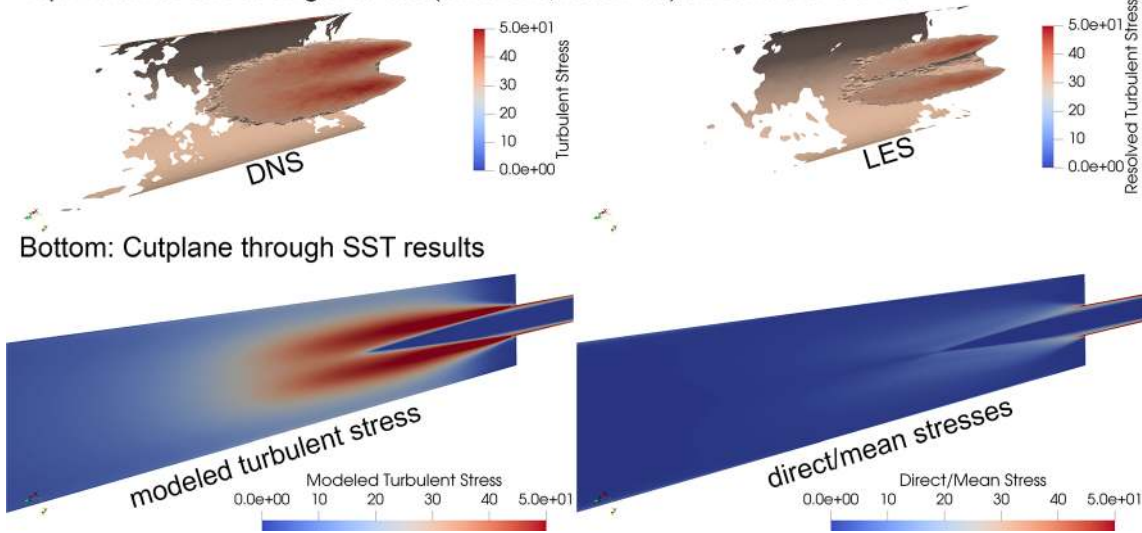 5.0e+01
40
30
20
10
0.0e+00
Turbulent Stress
DNS
5.0e+01
40
30
20
10
0.0e+00
Resolved Turbulent Stress
LES
Bottom: Cutplane through SST results
modeled turbulent stress
Modeled Turbulent Stress
0.0e+00 10 20 30 40 5.0e+01
direct/mean stresses
Direct/Mean Stress
0.0e+00 10 20 30 40 5.0e+01